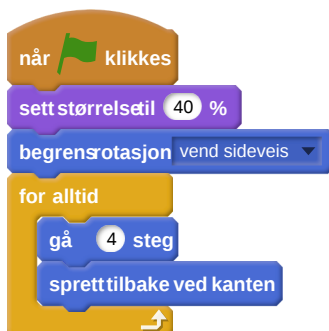 når klikkes
sett størrelse til 40 %
begrens rotasjon vend sideveis
for alltid
gå 4 steg
sprett tilbake ved kanten